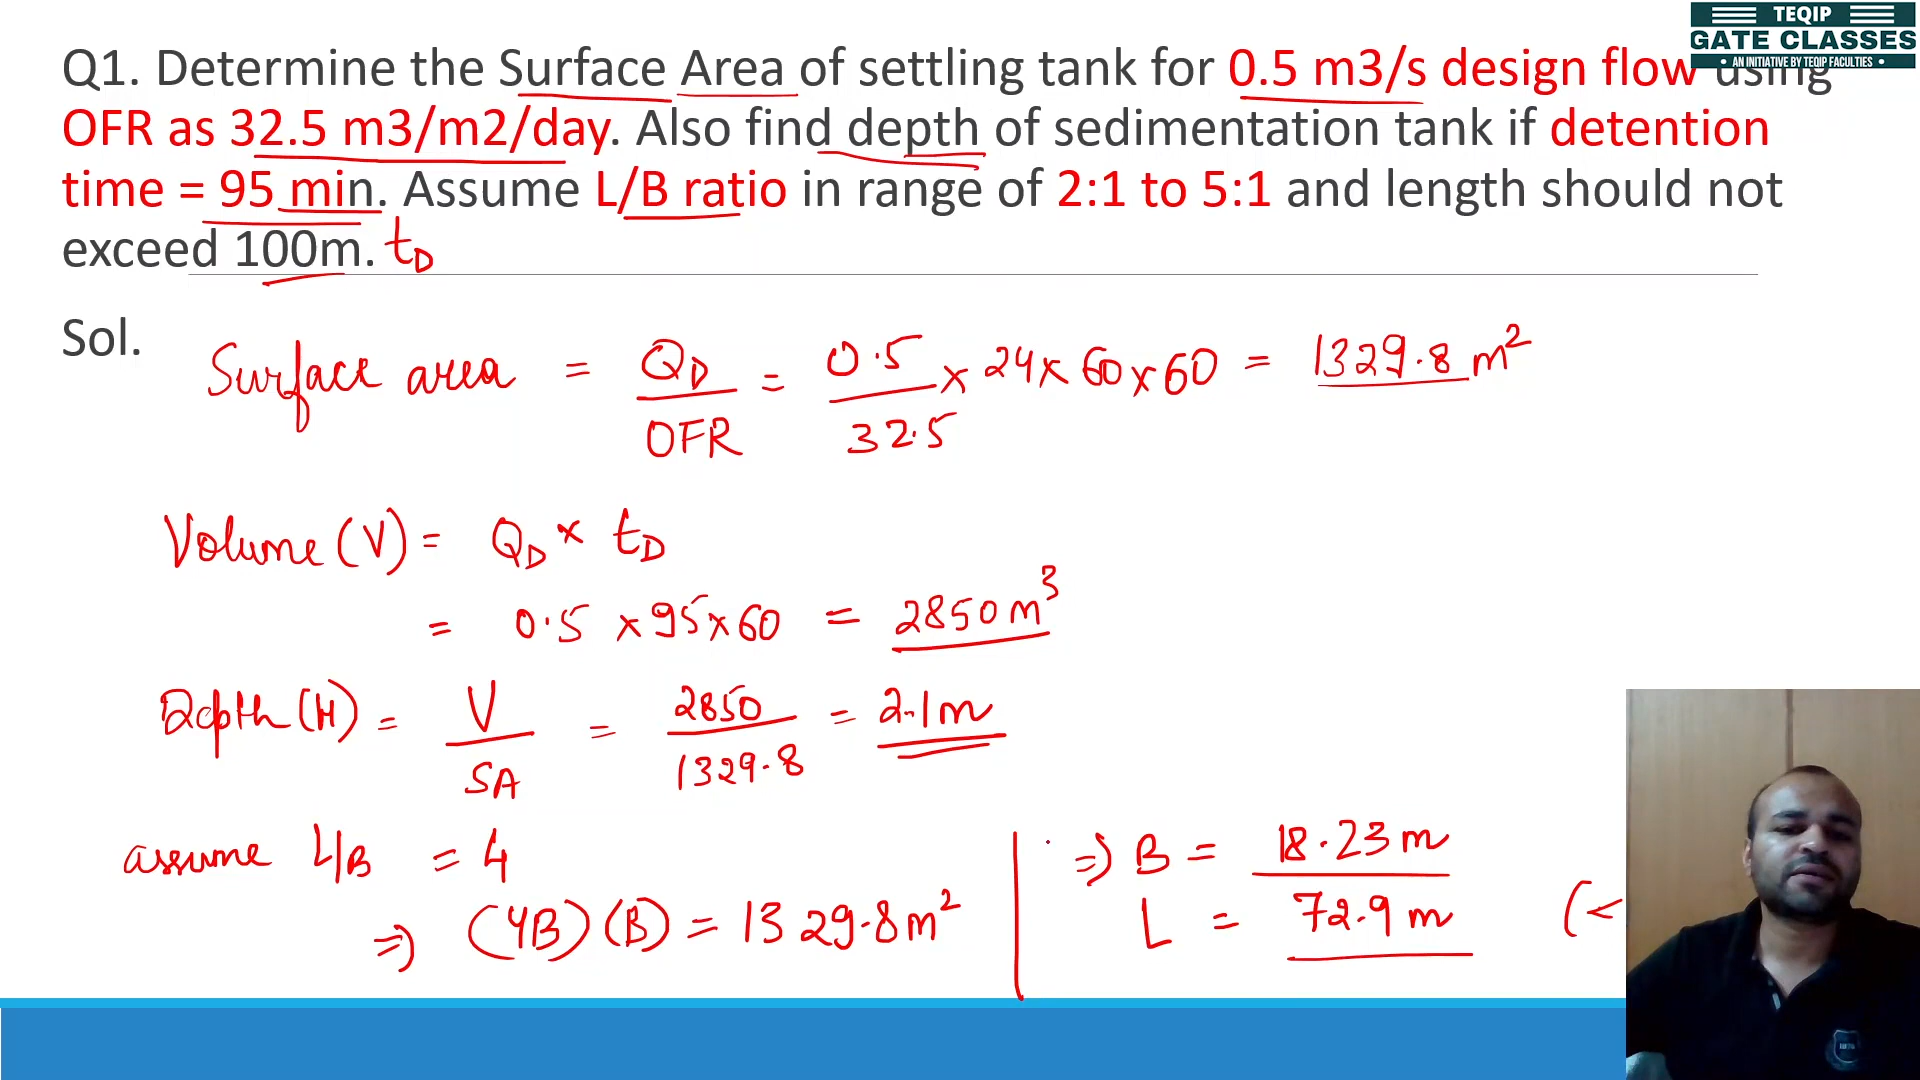 TEQIP
GATE CLASSES
• AN INITIATIVE BY TEQIP FACULTIES •
Q1. Determine the Surface Area of settling tank for 0.5 m3/s design flow using
OFR as 32.5 m3/m2/day. Also find depth of sedimentation tank if detention
time = 95 min. Assume L/B ratio in range of 2:1 to 5:1 and length should not
exceed 100m. tD
Sol.
Surface area = QD/OFR = 0.5/32.5 × 24 × 60 × 60 = 1329.8 m²
Volume (V) = QD × tD
= 0.5 × 95 × 60 = 2850 m³
Depth (H) = V/SA = 2850/1329.8 = 2.1m
assume L/B = 4
⇒ (4B)(B) = 1329.8 m²
⇒ B = 18.23 m
L = 72.9 m (<